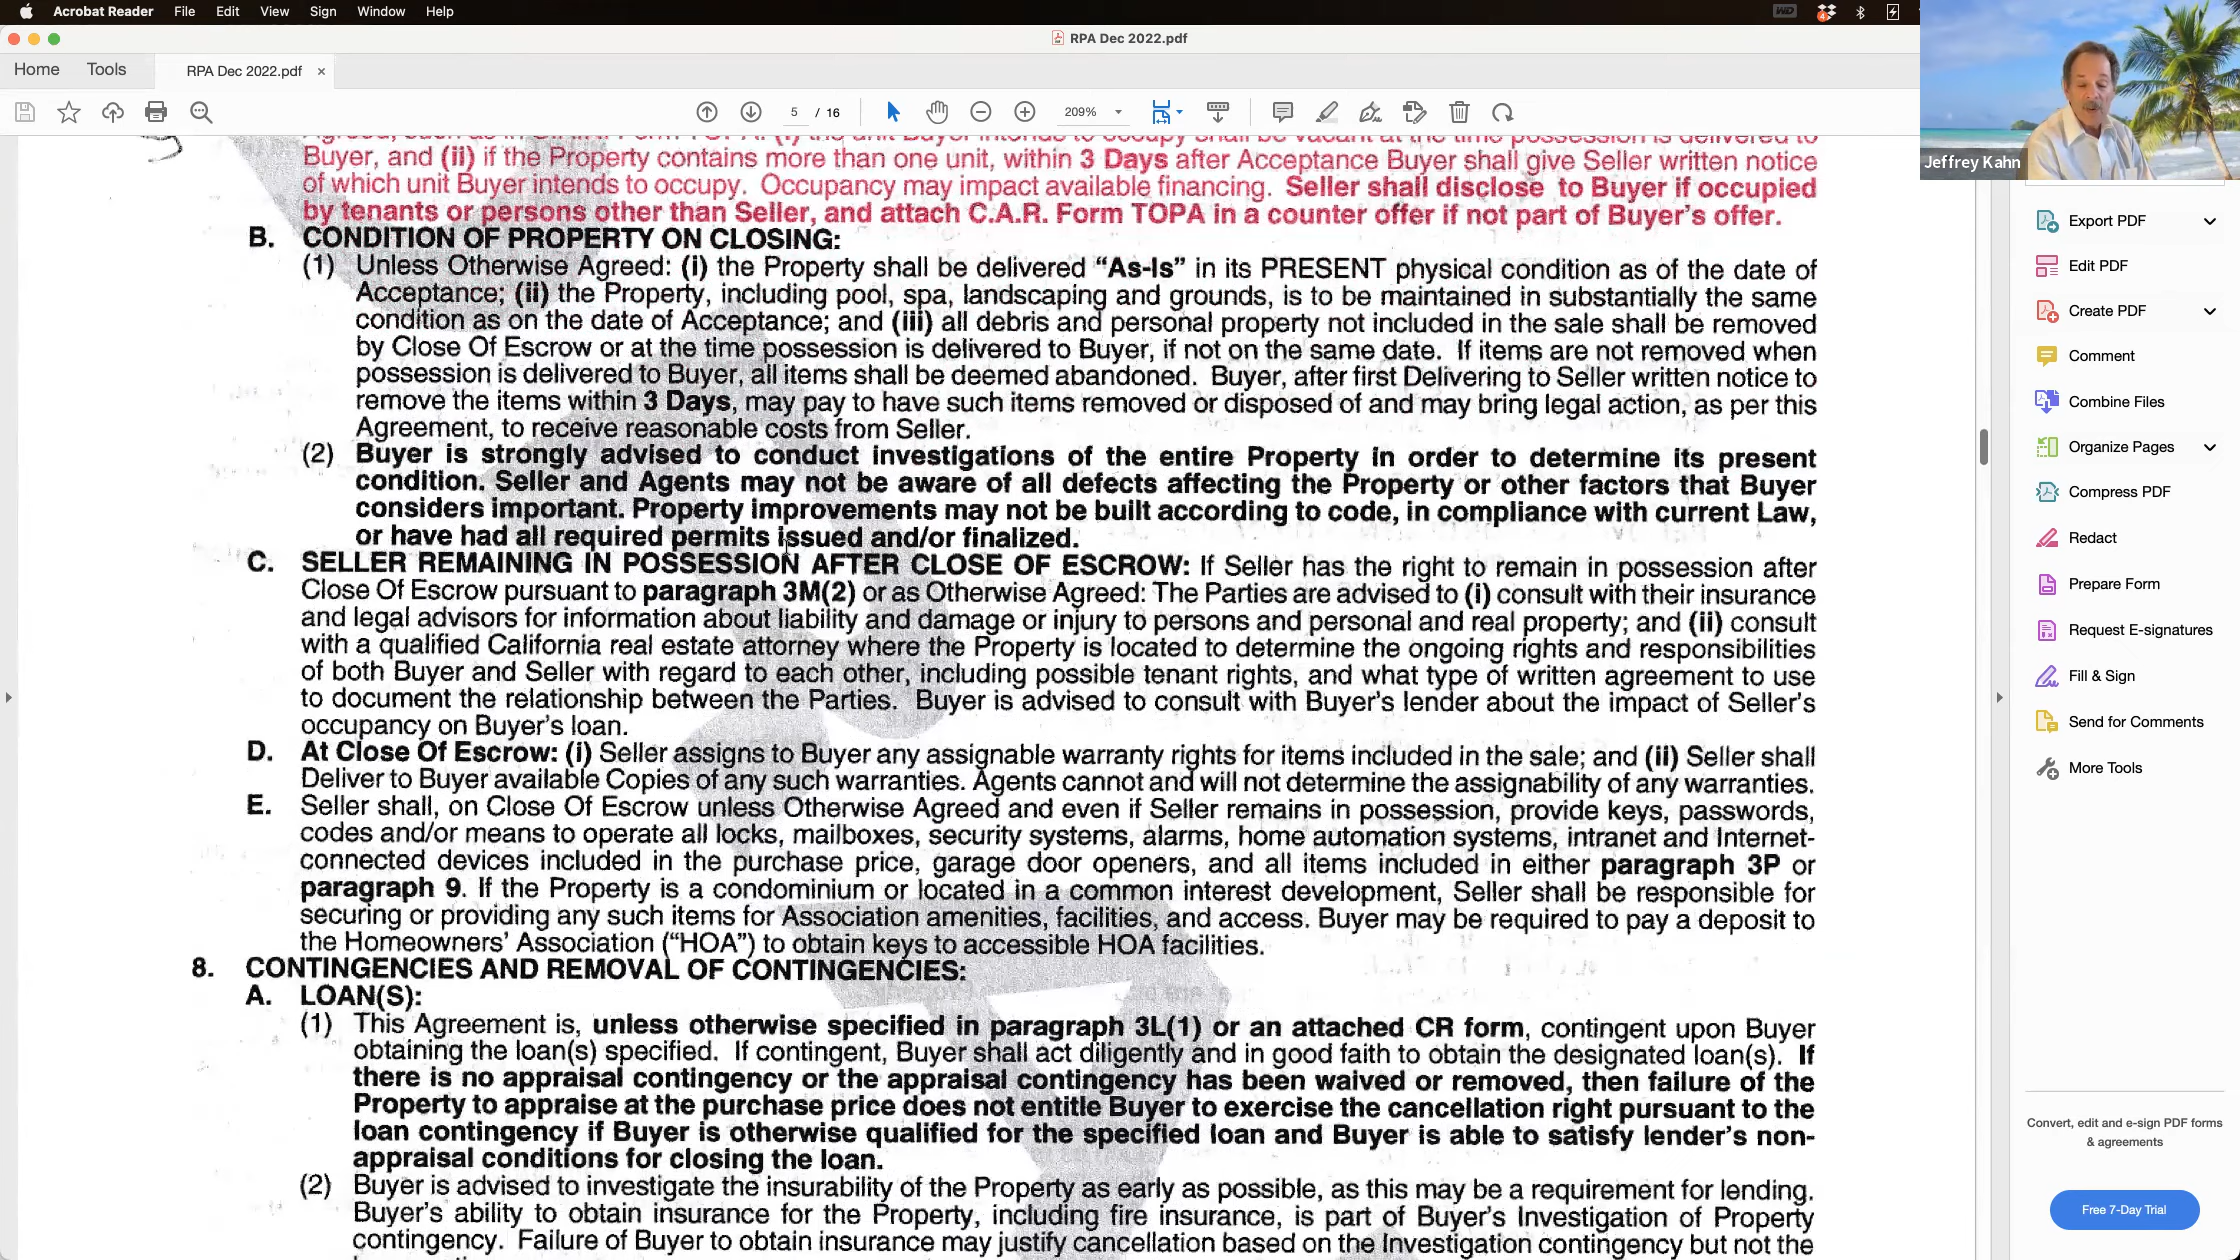 Acrobat Reader File Edit View Sign Window Help
RPA Dec 2022.pdf
Home Tools RPA Dec 2022.pdf ×
5 / 16 209%
Jeffrey Kahn
Buyer, and (ii) if the Property contains more than one unit, within 3 Days after Acceptance Buyer shall give Seller written notice
of which unit Buyer intends to occupy. Occupancy may impact available financing. Seller shall disclose to Buyer if occupied
by tenants or persons other than Seller, and attach C.A.R. Form TOPA in a counter offer if not part of Buyer's offer.
B. CONDITION OF PROPERTY ON CLOSING:
(1) Unless Otherwise Agreed: (i) the Property shall be delivered “As-Is” in its PRESENT physical condition as of the date of
Acceptance; (ii) the Property, including pool, spa, landscaping and grounds, is to be maintained in substantially the same
condition as on the date of Acceptance; and (iii) all debris and personal property not included in the sale shall be removed
by Close Of Escrow or at the time possession is delivered to Buyer, if not on the same date. If items are not removed when
possession is delivered to Buyer, all items shall be deemed abandoned. Buyer, after first Delivering to Seller written notice to
remove the items within 3 Days, may pay to have such items removed or disposed of and may bring legal action, as per this
Agreement, to receive reasonable costs from Seller.
(2) Buyer is strongly advised to conduct investigations of the entire Property in order to determine its present
condition. Seller and Agents may not be aware of all defects affecting the Property or other factors that Buyer
considers important. Property improvements may not be built according to code, in compliance with current Law,
or have had all required permits issued and/or finalized.
C. SELLER REMAINING IN POSSESSION AFTER CLOSE OF ESCROW: If Seller has the right to remain in possession after
Close Of Escrow pursuant to paragraph 3M(2) or as Otherwise Agreed: The Parties are advised to (i) consult with their insurance
and legal advisors for information about liability and damage or injury to persons and personal and real property; and (ii) consult
with a qualified California real estate attorney where the Property is located to determine the ongoing rights and responsibilities
of both Buyer and Seller with regard to each other, including possible tenant rights, and what type of written agreement to use
to document the relationship between the Parties. Buyer is advised to consult with Buyer's lender about the impact of Seller's
occupancy on Buyer's loan.
D. At Close Of Escrow: (i) Seller assigns to Buyer any assignable warranty rights for items included in the sale; and (ii) Seller shall
Deliver to Buyer available Copies of any such warranties. Agents cannot and will not determine the assignability of any warranties.
E. Seller shall, on Close Of Escrow unless Otherwise Agreed and even if Seller remains in possession, provide keys, passwords,
codes and/or means to operate all locks, mailboxes, security systems, alarms, home automation systems, intranet and Internet-
connected devices included in the purchase price, garage door openers, and all items included in either paragraph 3P or
paragraph 9. If the Property is a condominium or located in a common interest development, Seller shall be responsible for
securing or providing any such items for Association amenities, facilities, and access. Buyer may be required to pay a deposit to
the Homeowners' Association (“HOA”) to obtain keys to accessible HOA facilities.
8. CONTINGENCIES AND REMOVAL OF CONTINGENCIES:
A. LOAN(S):
(1) This Agreement is, unless otherwise specified in paragraph 3L(1) or an attached CR form, contingent upon Buyer
obtaining the loan(s) specified. If contingent, Buyer shall act diligently and in good faith to obtain the designated loan(s). If
there is no appraisal contingency or the appraisal contingency has been waived or removed, then failure of the
Property to appraise at the purchase price does not entitle Buyer to exercise the cancellation right pursuant to the
loan contingency if Buyer is otherwise qualified for the specified loan and Buyer is able to satisfy lender's non-
appraisal conditions for closing the loan.
(2) Buyer is advised to investigate the insurability of the Property as early as possible, as this may be a requirement for lending.
Buyer's ability to obtain insurance for the Property, including fire insurance, is part of Buyer's Investigation of Property
contingency. Failure of Buyer to obtain insurance may justify cancellation based on the Investigation contingency but not the
Export PDF
Edit PDF
Create PDF
Comment
Combine Files
Organize Pages
Compress PDF
Redact
Prepare Form
Request E-signatures
Fill & Sign
Send for Comments
More Tools
Convert, edit and e-sign PDF forms
& agreements
Free 7-Day Trial